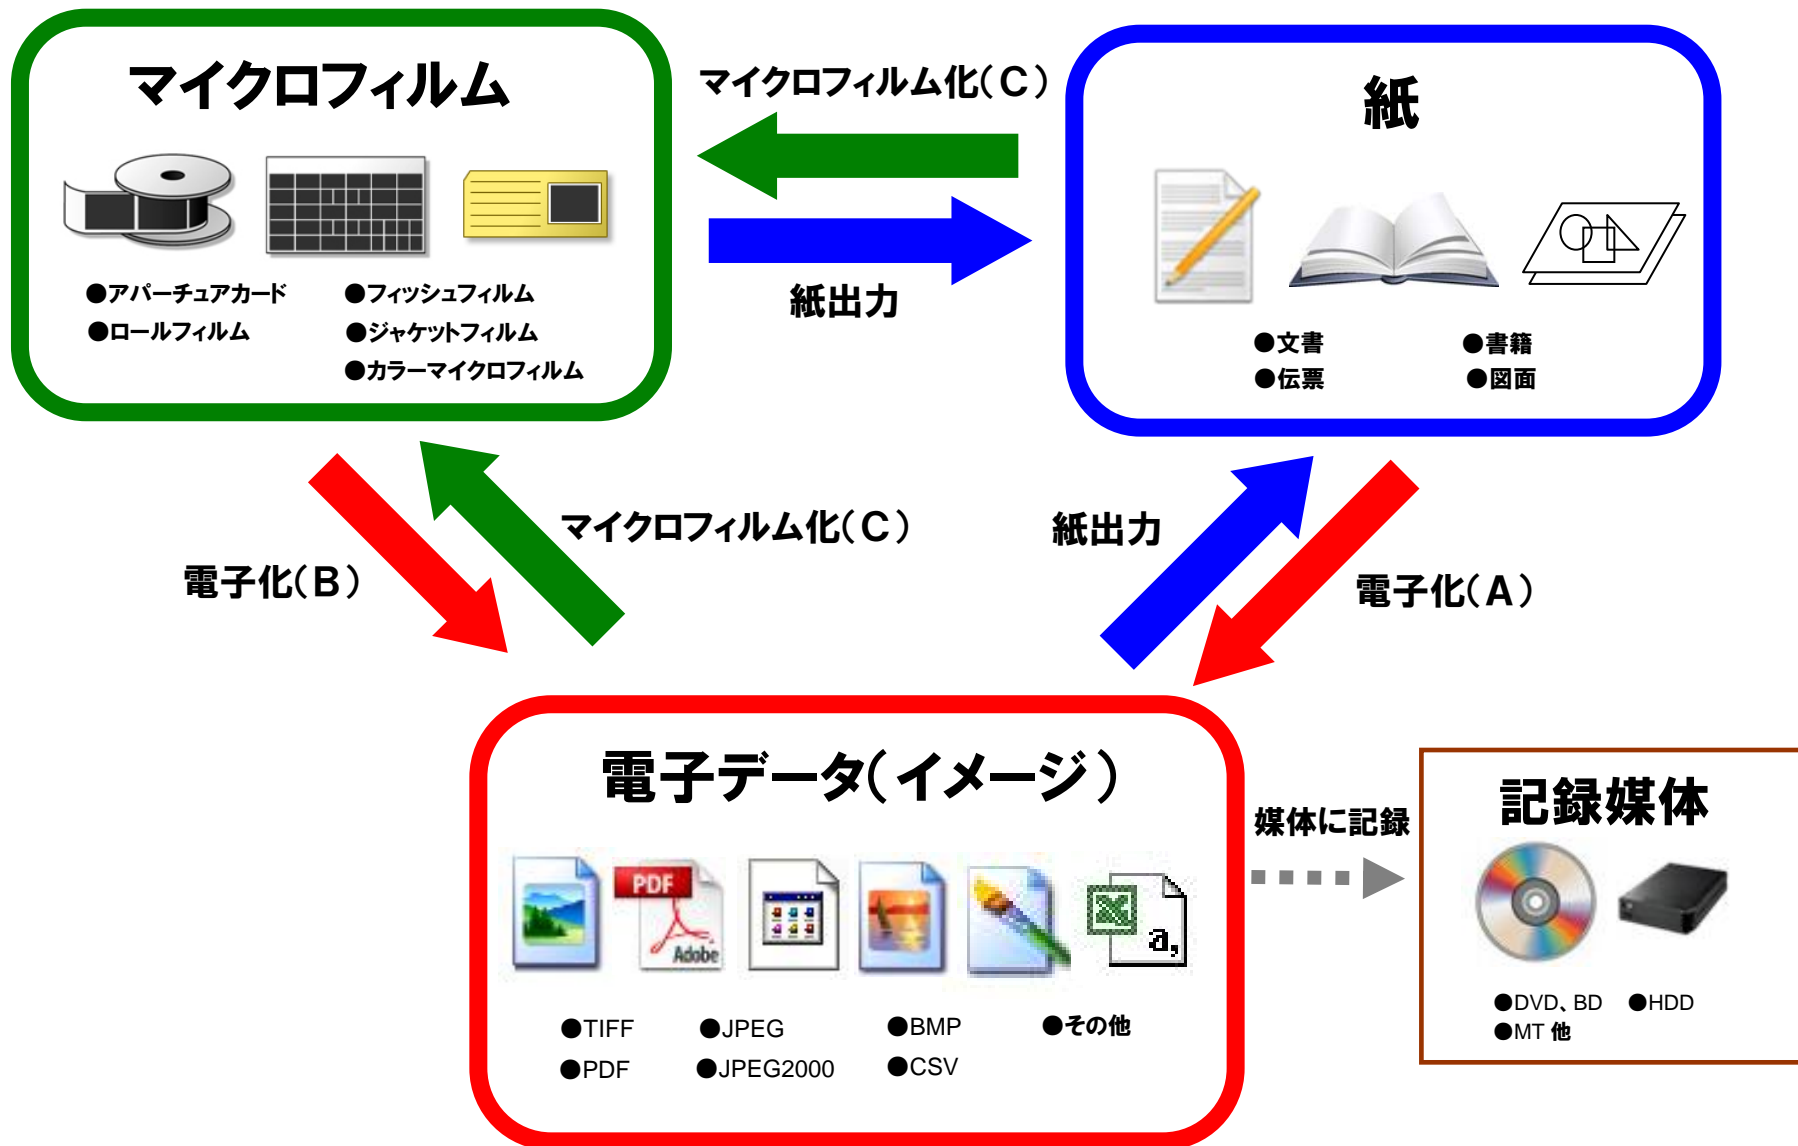 マイクロフィルム
●アパーチュアカード
●ロールフィルム
●フィッシュフィルム
●ジャケットフィルム
●カラーマイクロフィルム
マイクロフィルム化(C)
紙出力
紙
●文書
●伝票
●書籍
●図面
電子化(B)
マイクロフィルム化(C)
紙出力
電子化(A)
電子データ(イメージ)
PDF
Adobe
a,
●TIFF
●PDF
●JPEG
●JPEG2000
●BMP
●CSV
●その他
媒体に記録
記録媒体
●DVD、BD ●HDD
●MT 他